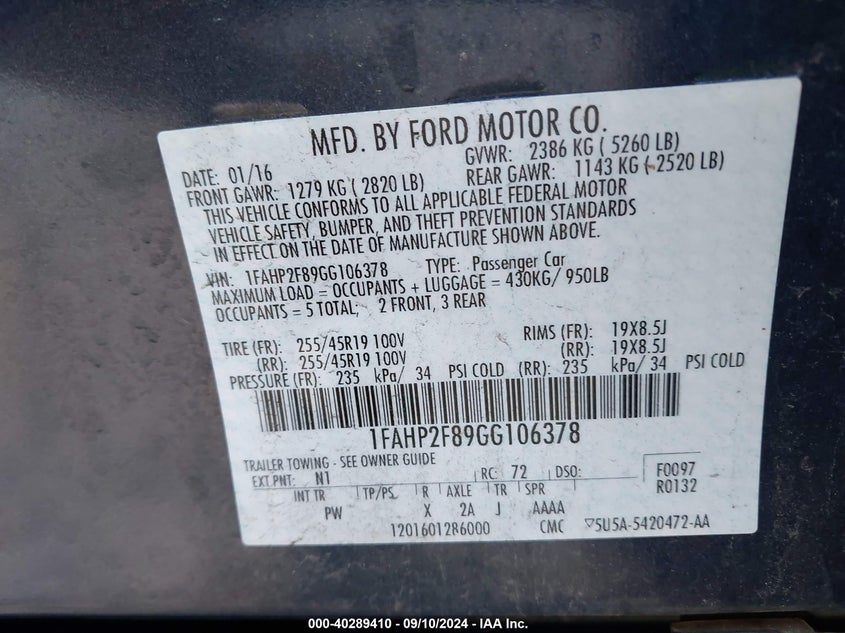 MFD. BY FORD MOTOR CO.
DATE: 01/16 GVWR: 2386 KG ( 5260 LB)
FRONT GAWR: 1279 KG ( 2820 LB) REAR GAWR: 1143 KG ( 2520 LB)
THIS VEHICLE CONFORMS TO ALL APPLICABLE FEDERAL MOTOR
VEHICLE SAFETY, BUMPER, AND THEFT PREVENTION STANDARDS
IN EFFECT ON THE DATE OF MANUFACTURE SHOWN ABOVE.
VIN: 1FAHP2F89GG106378 TYPE: Passenger Car
MAXIMUM LOAD = OCCUPANTS + LUGGAGE = 430KG/ 950LB
OCCUPANTS = 5 TOTAL; 2 FRONT, 3 REAR
TIRE (FR): 255/45R19 100V RIMS (FR): 19X8.5J
(RR): 255/45R19 100V (RR): 19X8.5J
PRESSURE (FR): 235 kPa/ 34 PSI COLD (RR): 235 kPa/ 34 PSI COLD
1FAHP2F89GG106378
TRAILER TOWING - SEE OWNER GUIDE
EXT PNT: N1 RC: 72 DSO: F0097
R0132
INT TR TP/PS R AXLE TR SPR
PW X 2A J AAAA
1201601286000 CMC ▽5U5A-5420472-AA
000-40289410 - 09/10/2024 - IAA Inc.